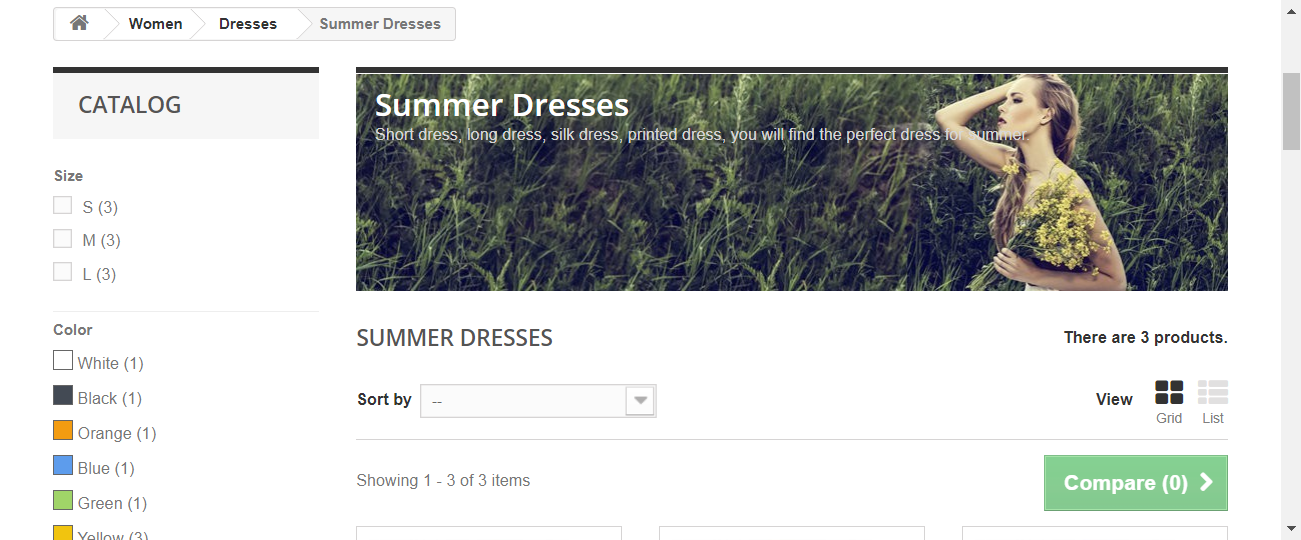 Women
Dresses
Summer Dresses
CATALOG
Size
S (3)
M (3)
L (3)
Color
White (1)
Black (1)
Orange (1)
Blue (1)
Green (1)
Yellow (3)
Summer Dresses
Short dress, long dress, silk dress, printed dress, you will find the perfect dress for summer.
SUMMER DRESSES
There are 3 products.
Sort by
--
View
Grid
List
Showing 1 - 3 of 3 items
Compare (0)